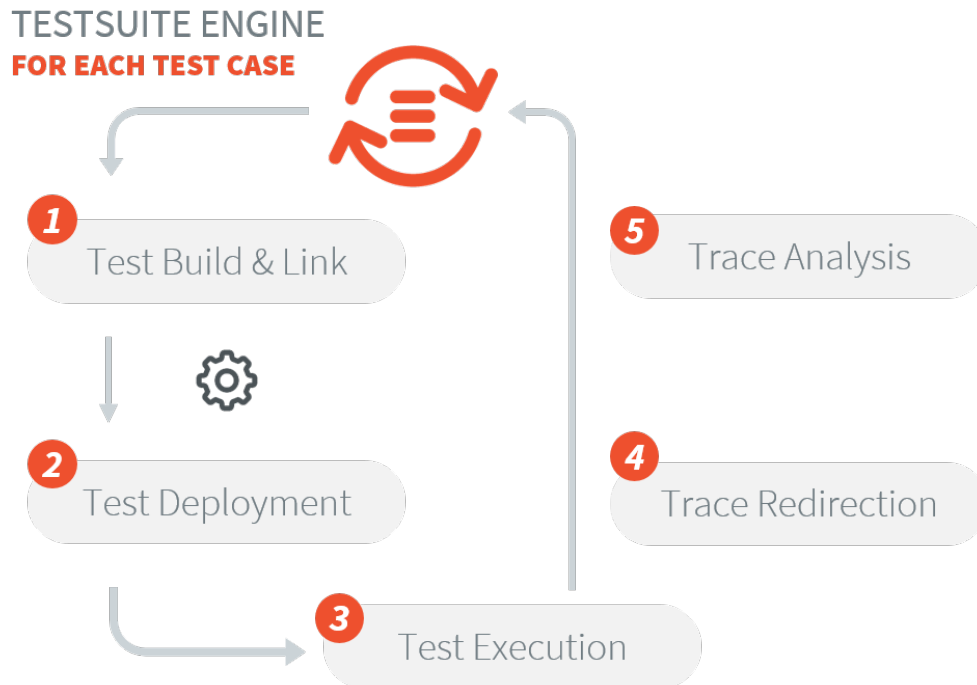 TESTSUITE ENGINE
FOR EACH TEST CASE
1
Test Build & Link
2
Test Deployment
3
Test Execution
4
Trace Redirection
5
Trace Analysis